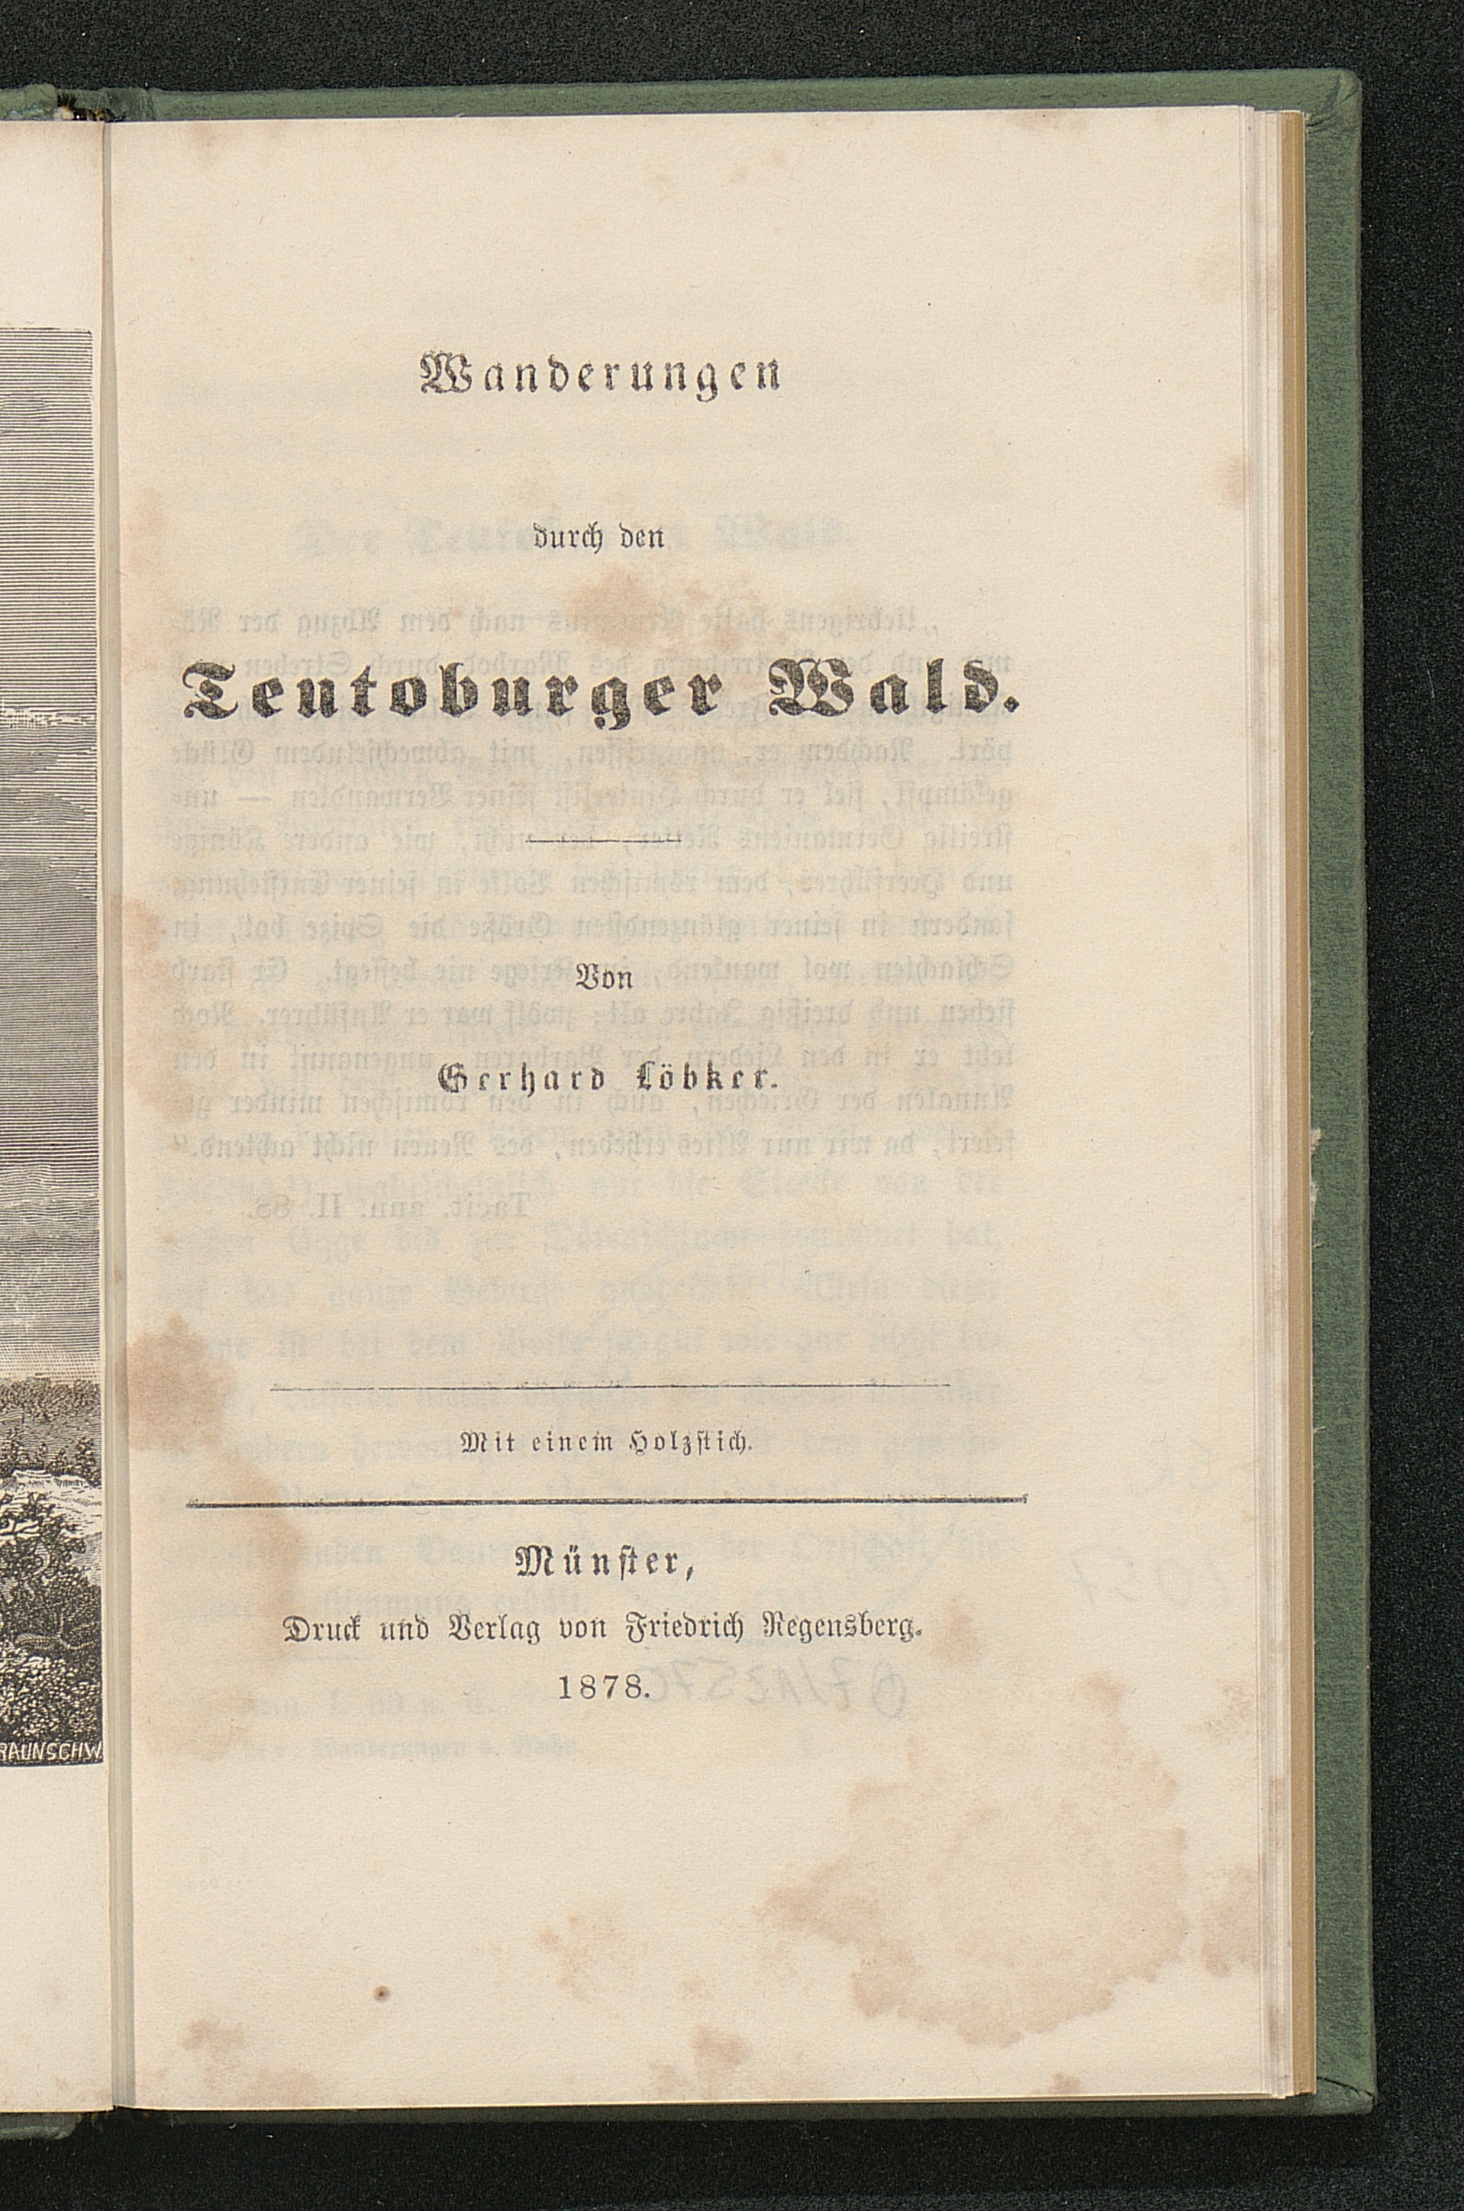 Wanderungen
durch den
Teutoburger Wald.
Von
Gerhard Löbker.
Mit einem Holzstich.
Münster,
Druck und Verlag von Friedrich Regensberg.
1878.